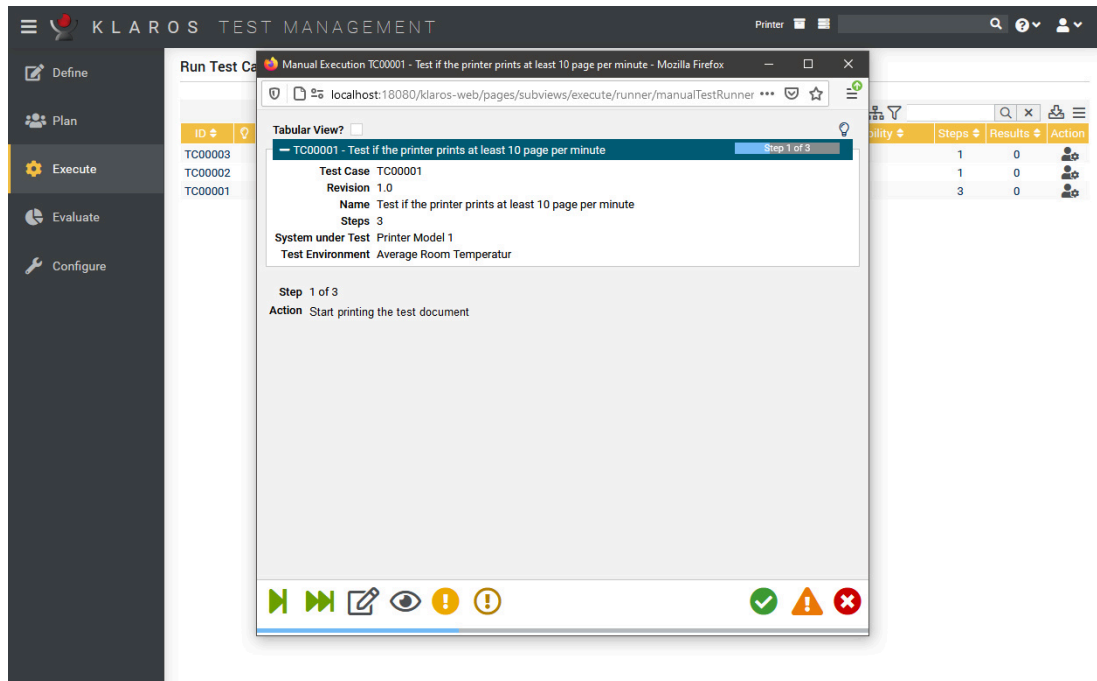 KLAROS TEST MANAGEMENT
Printer
Define
Plan
Execute
Evaluate
Configure
Run Test Ca
ID
bility Steps Results Action
TC00003 1 0
TC00002 1 0
TC00001 3 0
Manual Execution TC00001 - Test if the printer prints at least 10 page per minute - Mozilla Firefox
localhost:18080/klaros-web/pages/subviews/execute/runner/manualTestRunner
Tabular View?
TC00001 - Test if the printer prints at least 10 page per minute Step 1 of 3
Test Case TC00001
Revision 1.0
Name Test if the printer prints at least 10 page per minute
Steps 3
System under Test Printer Model 1
Test Environment Average Room Temperatur
Step 1 of 3
Action Start printing the test document